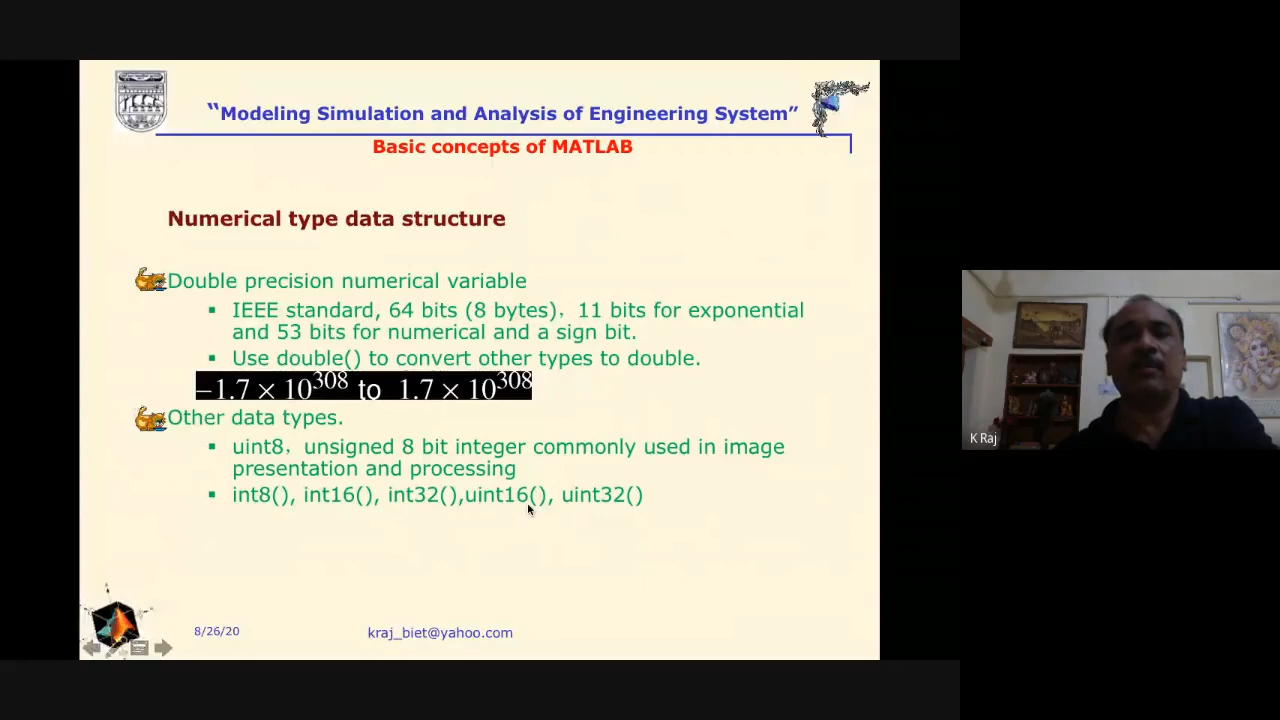 “Modeling Simulation and Analysis of Engineering System”
Basic concepts of MATLAB
Numerical type data structure
Double precision numerical variable
▪ IEEE standard, 64 bits (8 bytes)，11 bits for exponential
and 53 bits for numerical and a sign bit.
▪ Use double() to convert other types to double.
−1.7 × 10^308 to 1.7 × 10^308
Other data types.
▪ uint8，unsigned 8 bit integer commonly used in image
presentation and processing
▪ int8(), int16(), int32(),uint16(), uint32()
8/26/20
kraj_biet@yahoo.com
K Raj